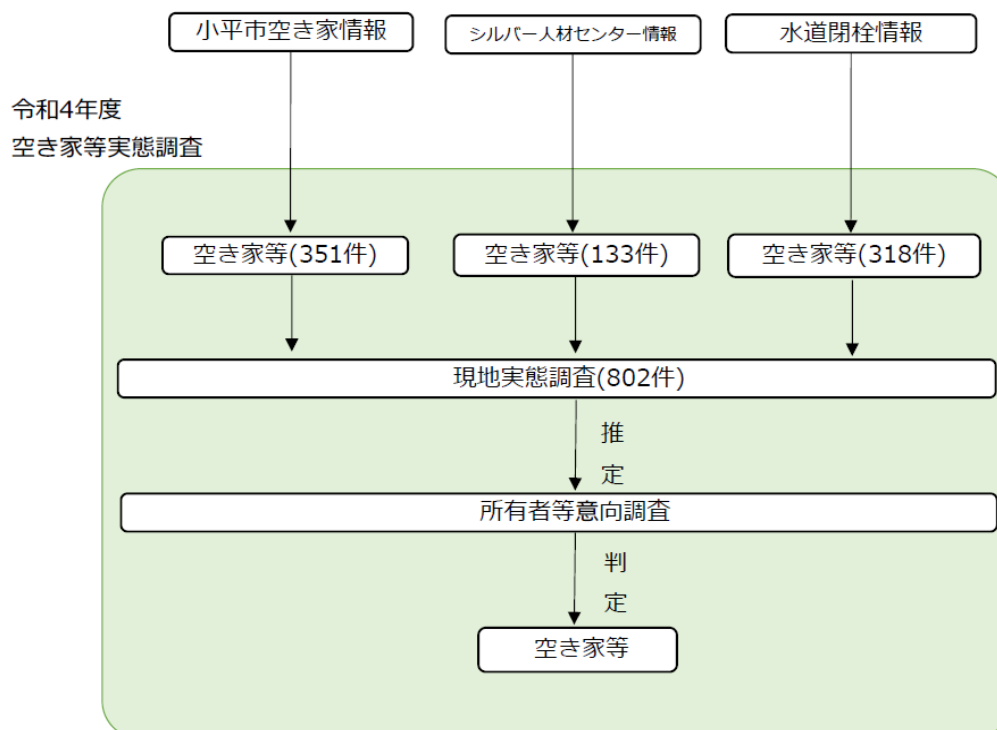 小平市空き家情報
シルバー人材センター情報
水道閉栓情報
令和4年度
空き家等実態調査
空き家等(351件)
空き家等(133件)
空き家等(318件)
現地実態調査(802件)
推
定
所有者等意向調査
判
定
空き家等